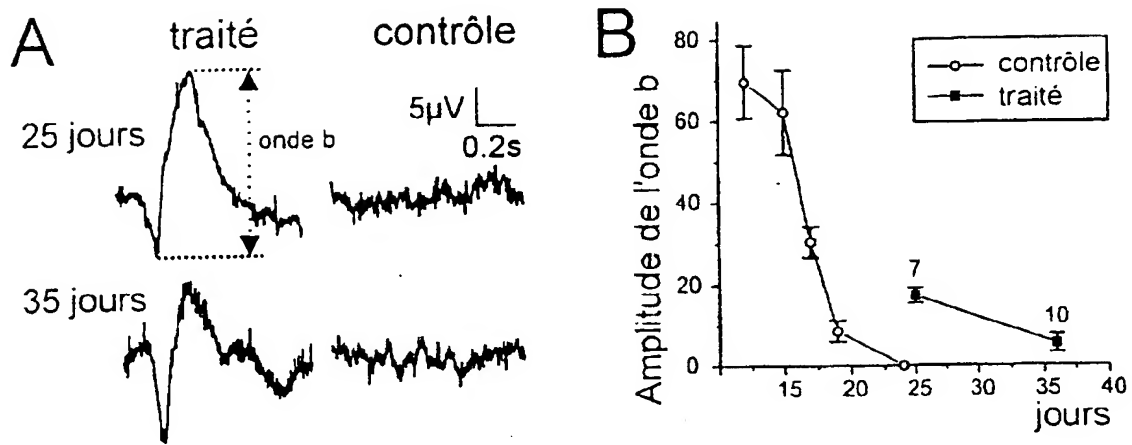 A
traité
contrôle
25 jours
onde b
5µV
0.2s
35 jours
B
Amplitude de l'onde b
80
60
40
20
0
contrôle
traité
7
10
15
20
25
30
35
40
jours